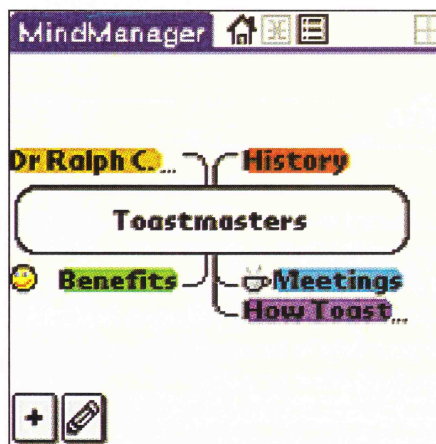 MindManager
Dr Ralph C....
History
Toastmasters
Benefits
Meetings
How Toast...
+